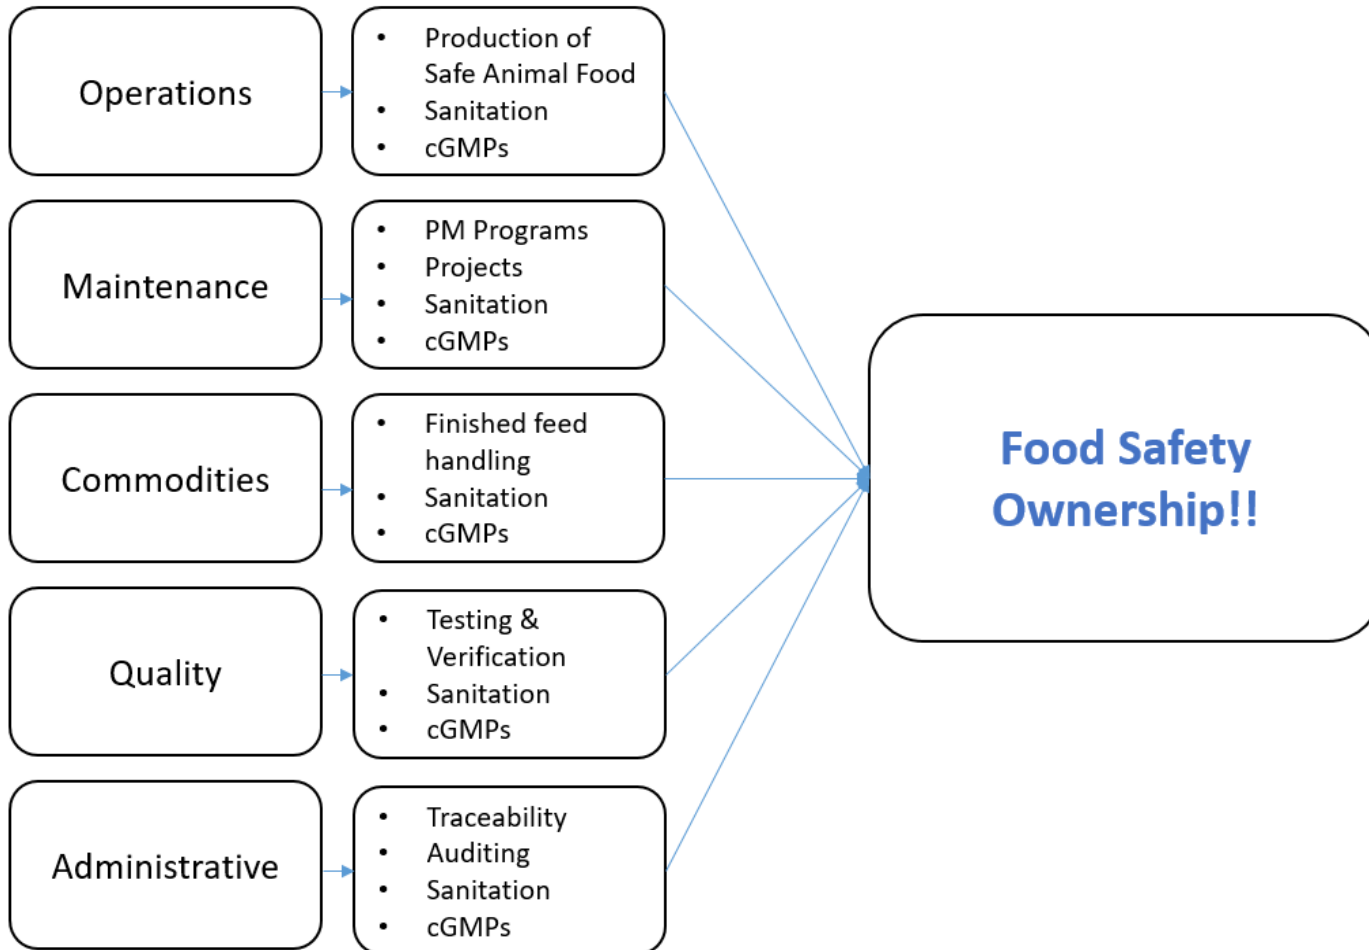 Operations
• Production of
Safe Animal Food
• Sanitation
• cGMPs
Maintenance
• PM Programs
• Projects
• Sanitation
• cGMPs
Commodities
• Finished feed
handling
• Sanitation
• cGMPs
Quality
• Testing &
Verification
• Sanitation
• cGMPs
Administrative
• Traceability
• Auditing
• Sanitation
• cGMPs
Food Safety
Ownership!!